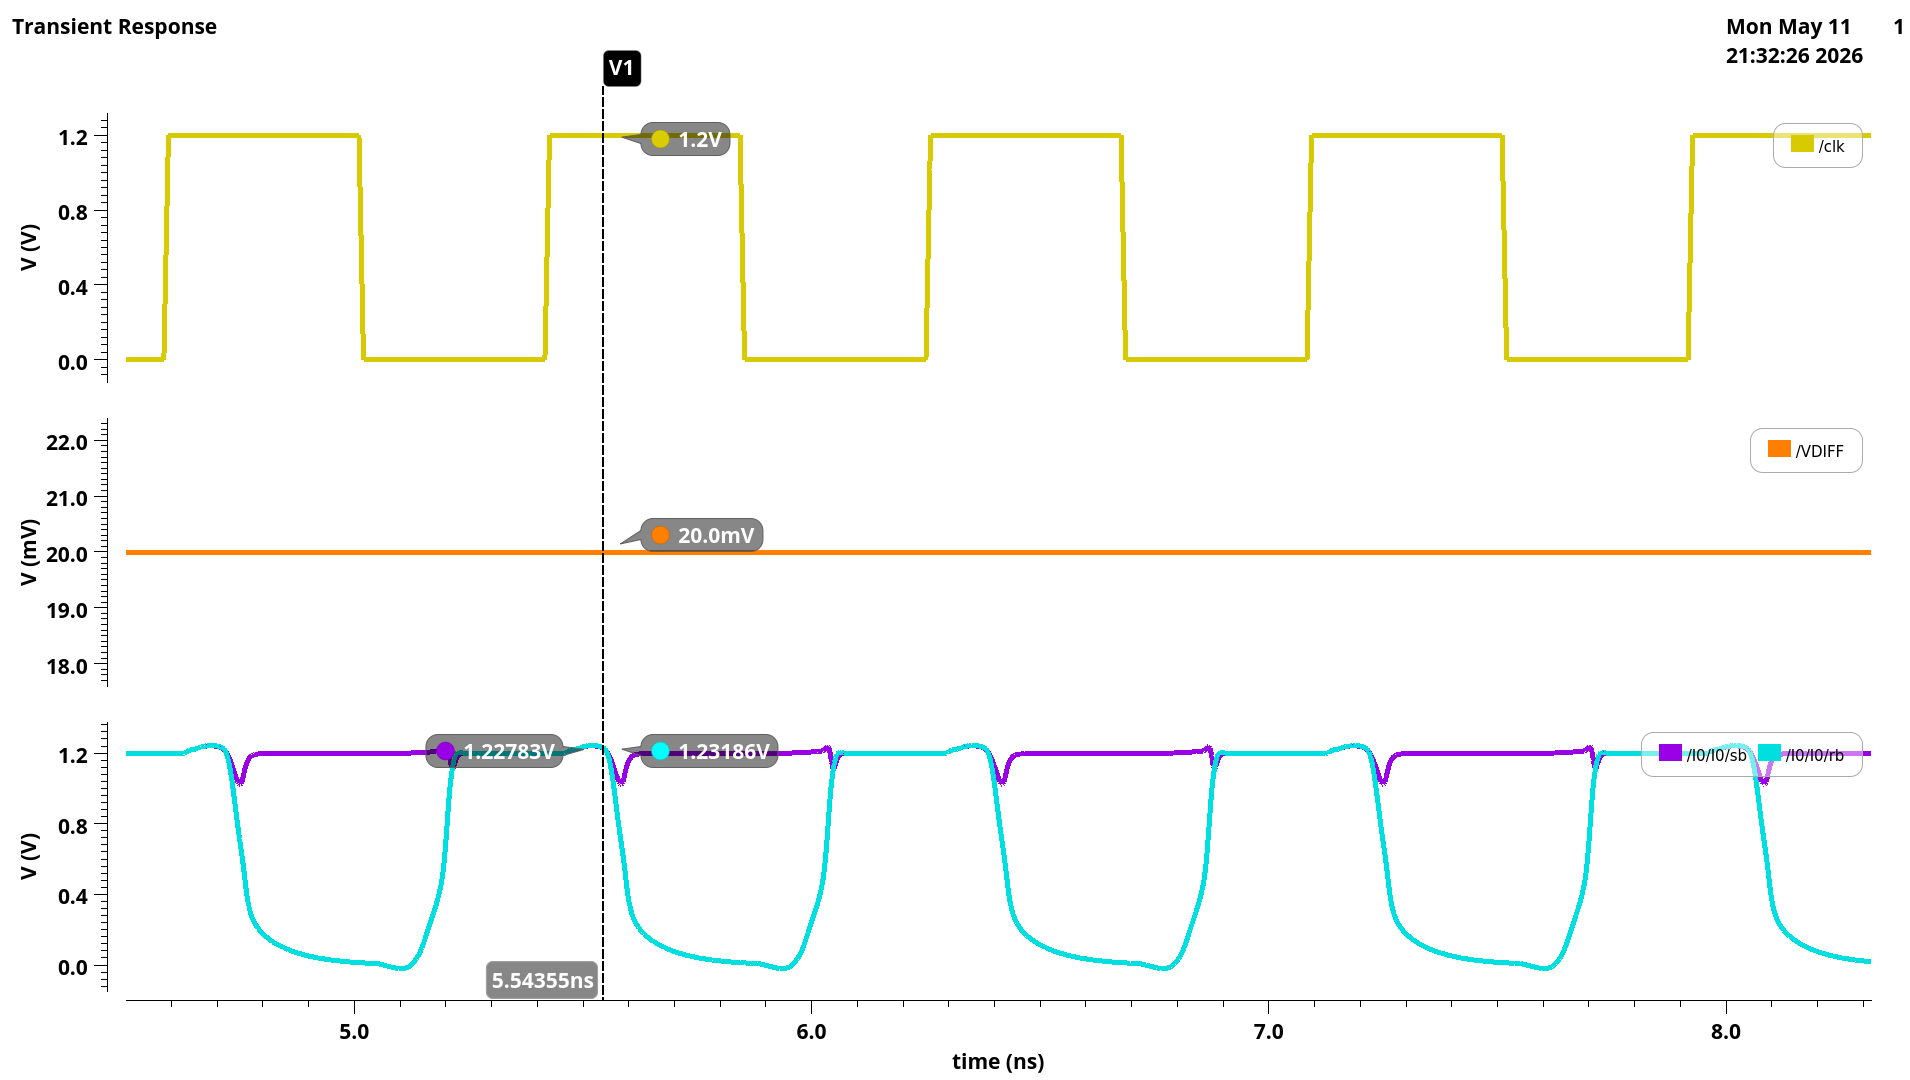 Transient Response
Mon May 11 1
21:32:26 2026
V1
1.2
0.8
0.4
0.0
V (V)
1.2V
/clk
22.0
21.0
20.0
19.0
18.0
V (mV)
20.0mV
/VDIFF
1.2
0.8
0.4
0.0
V (V)
1.22783V
1.23186V
/I0/I0/sb /I0/I0/rb
5.54355ns
5.0 6.0 7.0 8.0
time (ns)